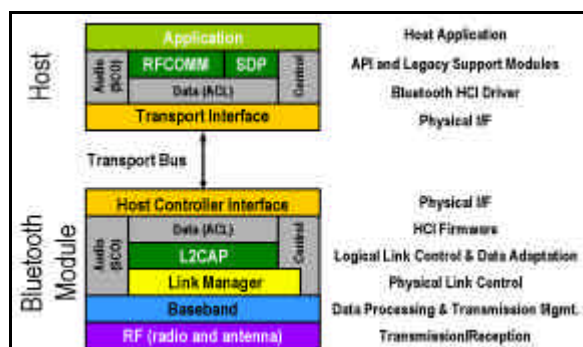 Host
Application
Host Application
Audio (SCO)
RFCOMM
SDP
Control
API and Legacy Support Modules
Data (ACL)
Bluetooth HCI Driver
Transport Interface
Physical I/F
Transport Bus
Bluetooth Module
Host Controller Interface
Physical I/F
Audio (SCO)
Data (ACL)
Control
HCI Firmware
L2CAP
Logical Link Control & Data Adaptation
Link Manager
Physical Link Control
Baseband
Data Processing & Transmission Mgmt.
RF (radio and antenna)
Transmission/Reception